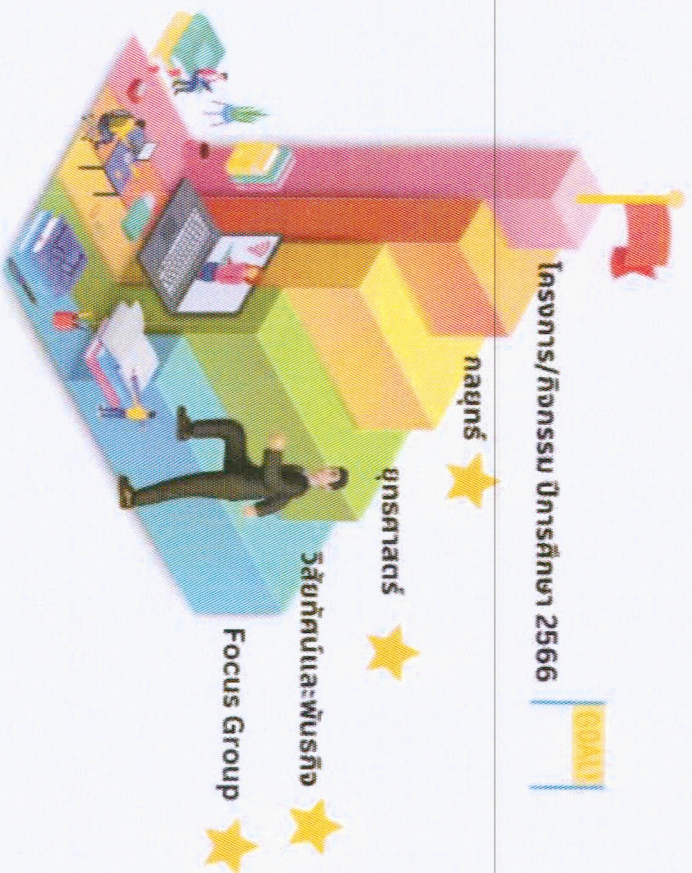 GOAL!
โครงการ/กิจกรรม ปีการศึกษา 2566
กลยุทธ์
ยุทธศาสตร์
วิสัยทัศน์และพันธกิจ
Focus Group